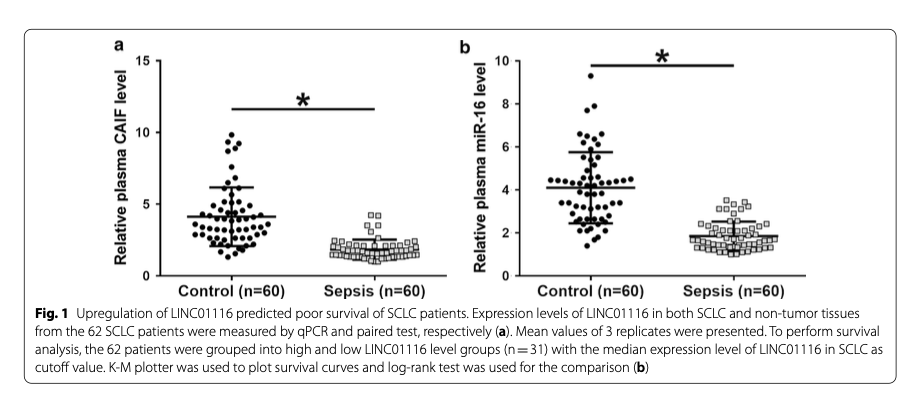 a
b
Relative plasma CAIF level
15
10
5
0
*
Control (n=60)
Sepsis (n=60)
Relative plasma miR-16 level
10
8
6
4
2
0
*
Control (n=60)
Sepsis (n=60)
Fig. 1 Upregulation of LINC01116 predicted poor survival of SCLC patients. Expression levels of LINC01116 in both SCLC and non-tumor tissues
from the 62 SCLC patients were measured by qPCR and paired test, respectively (a). Mean values of 3 replicates were presented. To perform survival
analysis, the 62 patients were grouped into high and low LINC01116 level groups (n = 31) with the median expression level of LINC01116 in SCLC as
cutoff value. K-M plotter was used to plot survival curves and log-rank test was used for the comparison (b)